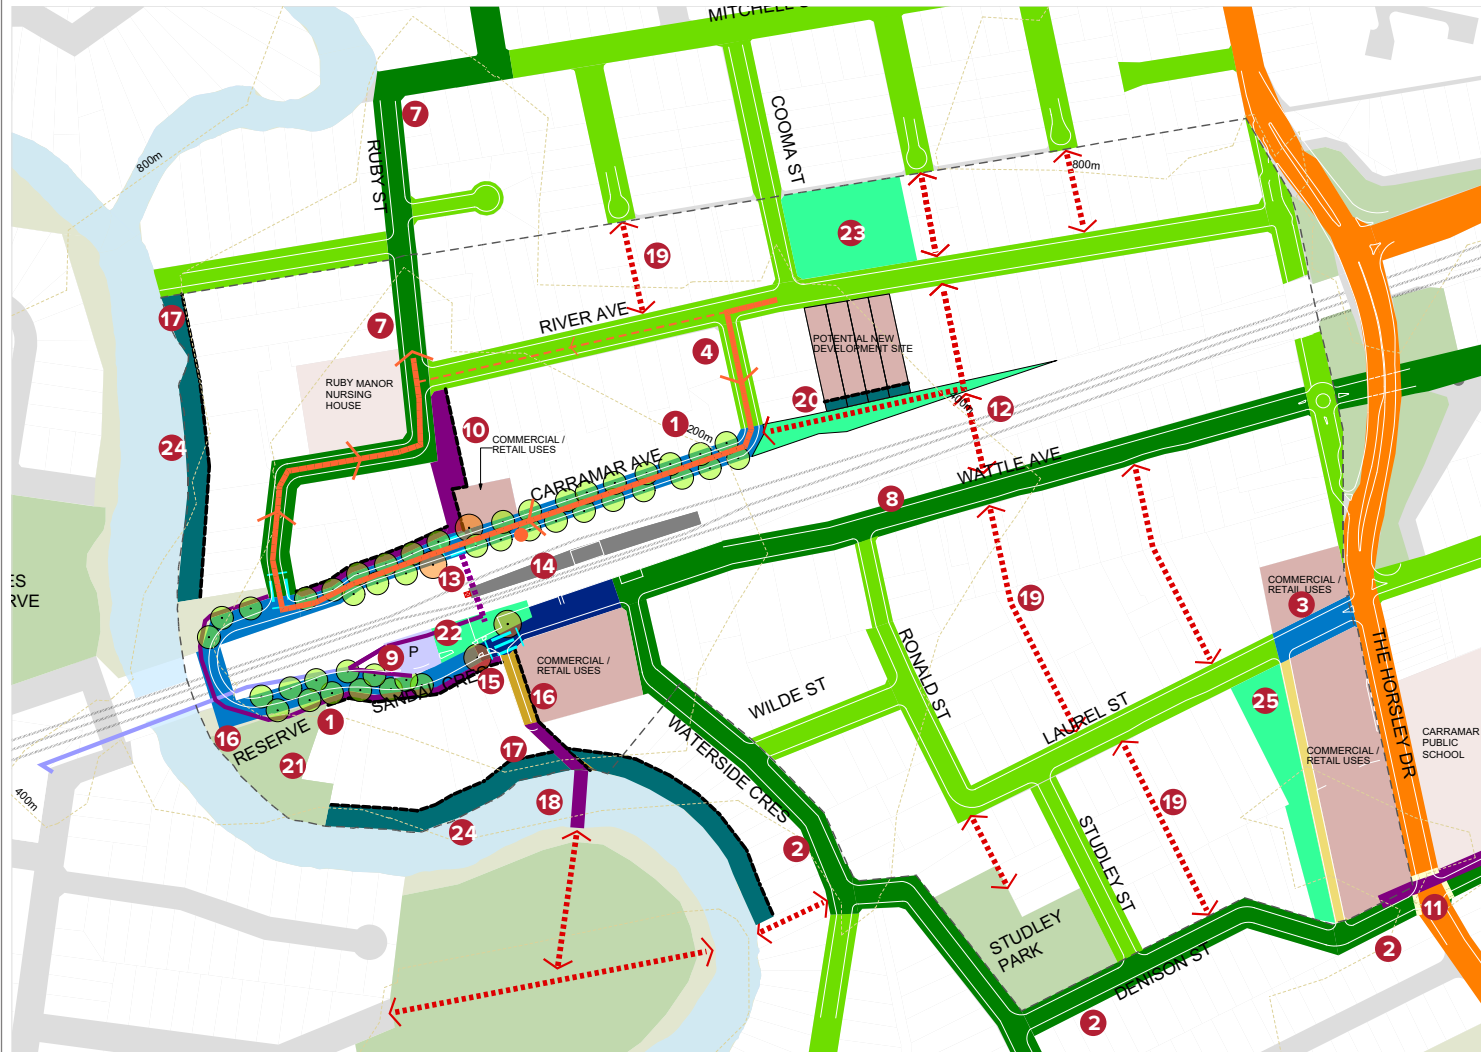 MITCHELL S
7
COOMA ST
800m
RUBY ST
800m
23
19
17
7
RIVER AVE
4
POTENTIAL NEW
DEVELOPMENT SITE
RUBY MANOR
NURSING
HOUSE
20
400m
12
1
200m
10
COMMERCIAL /
RETAIL USES
24
CARRAMAR AVE
WATTLE AVE
8
14
13
ES
RVE
COMMERCIAL /
RETAIL USES
3
19
22
9
P
COMMERCIAL /
RETAIL USES
15
SANDAL CRES
16
RONALD ST
THE HORSLEY DR
WILDE ST
LAUREL ST
25
1
16
RESERVE
17
21
WATERSIDE CRES
COMMERCIAL /
RETAIL USES
CARRAMAR
PUBLIC
SCHOOL
400m
18
24
19
2
STUDLEY ST
11
STUDLEY
PARK
2
DENISON ST
2